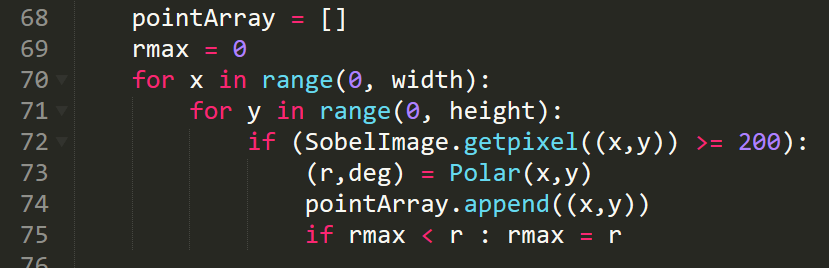 68 pointArray = []
69 rmax = 0
70 for x in range(0, width):
71 for y in range(0, height):
72 if (SobelImage.getpixel((x,y)) >= 200):
73 (r,deg) = Polar(x,y)
74 pointArray.append((x,y))
75 if rmax < r : rmax = r
76